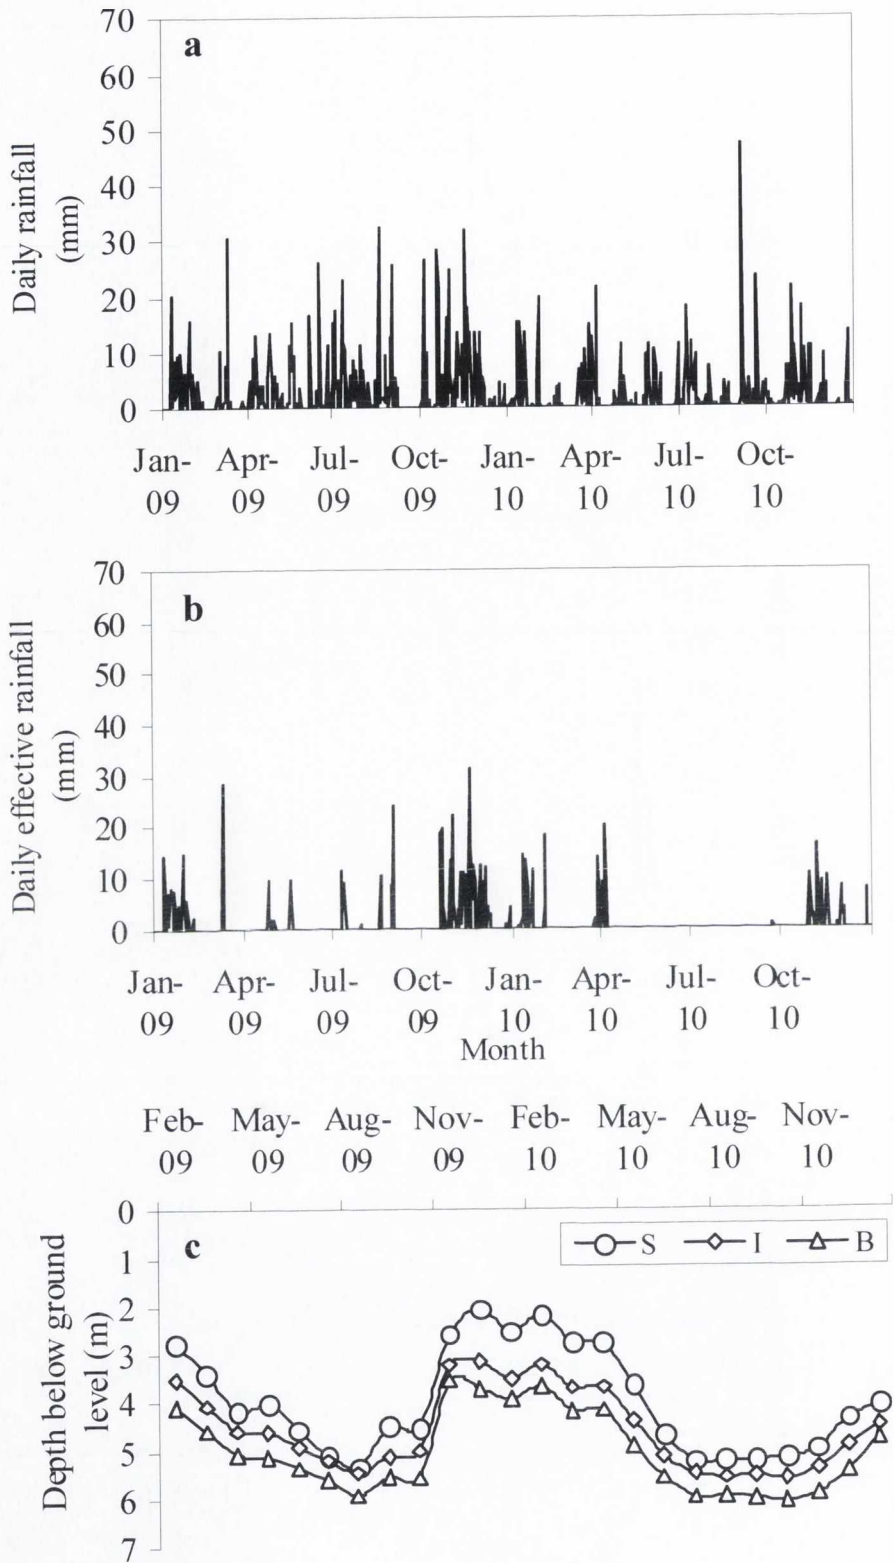 a
Daily rainfall
(mm)
70
60
50
40
30
20
10
0
Jan- Apr- Jul- Oct- Jan- Apr- Jul- Oct-
09 09 09 09 10 10 10 10
b
Daily effective rainfall
(mm)
70
60
50
40
30
20
10
0
Jan- Apr- Jul- Oct- Jan- Apr- Jul- Oct-
09 09 09 09 10 10 10 10
Month
Feb- May- Aug- Nov- Feb- May- Aug- Nov-
09 09 09 09 10 10 10 10
c
Depth below ground
level (m)
0
1
2
3
4
5
6
7
S I B